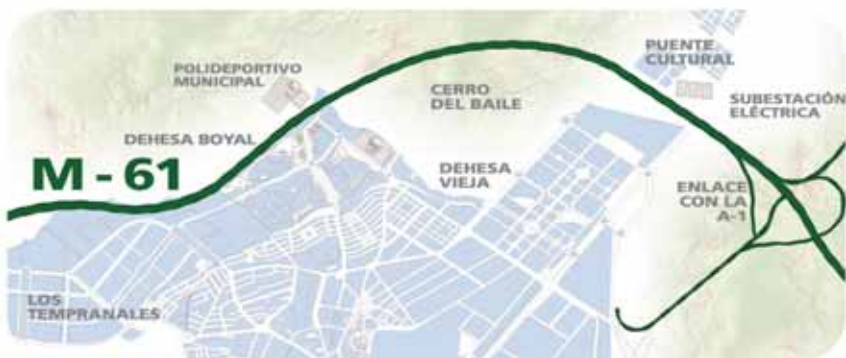 PUENTE
CULTURAL
POLIDEPORTIVO
MUNICIPAL
CERRO
DEL BAILE
SUBESTACIÓN
ELÉCTRICA
DEHESA BOYAL
M - 61
DEHESA
VIEJA
ENLACE
CON LA
A-1
LOS
TEMPRANALES